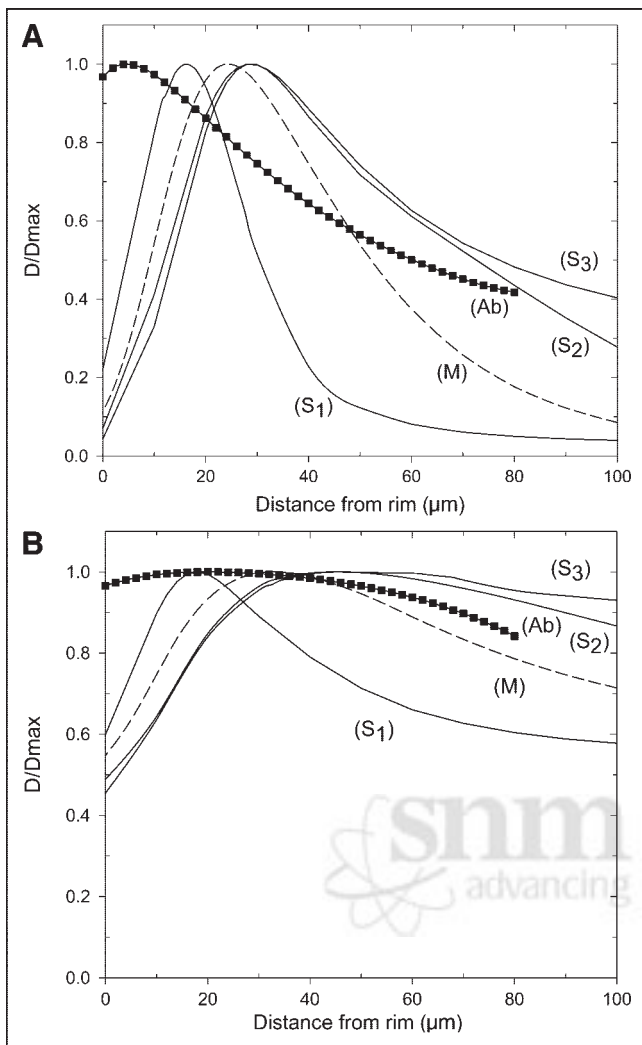 A
1.0
0.8
0.6
0.4
0.2
0.0
D/Dmax
(S3)
(Ab)
(S2)
(M)
(S1)
0 20 40 60 80 100
Distance from rim (µm)
B
1.0
0.8
0.6
0.4
0.2
0.0
D/Dmax
(S3)
(Ab)
(S2)
(M)
(S1)
snm
advancing
0 20 40 60 80 100
Distance from rim (µm)